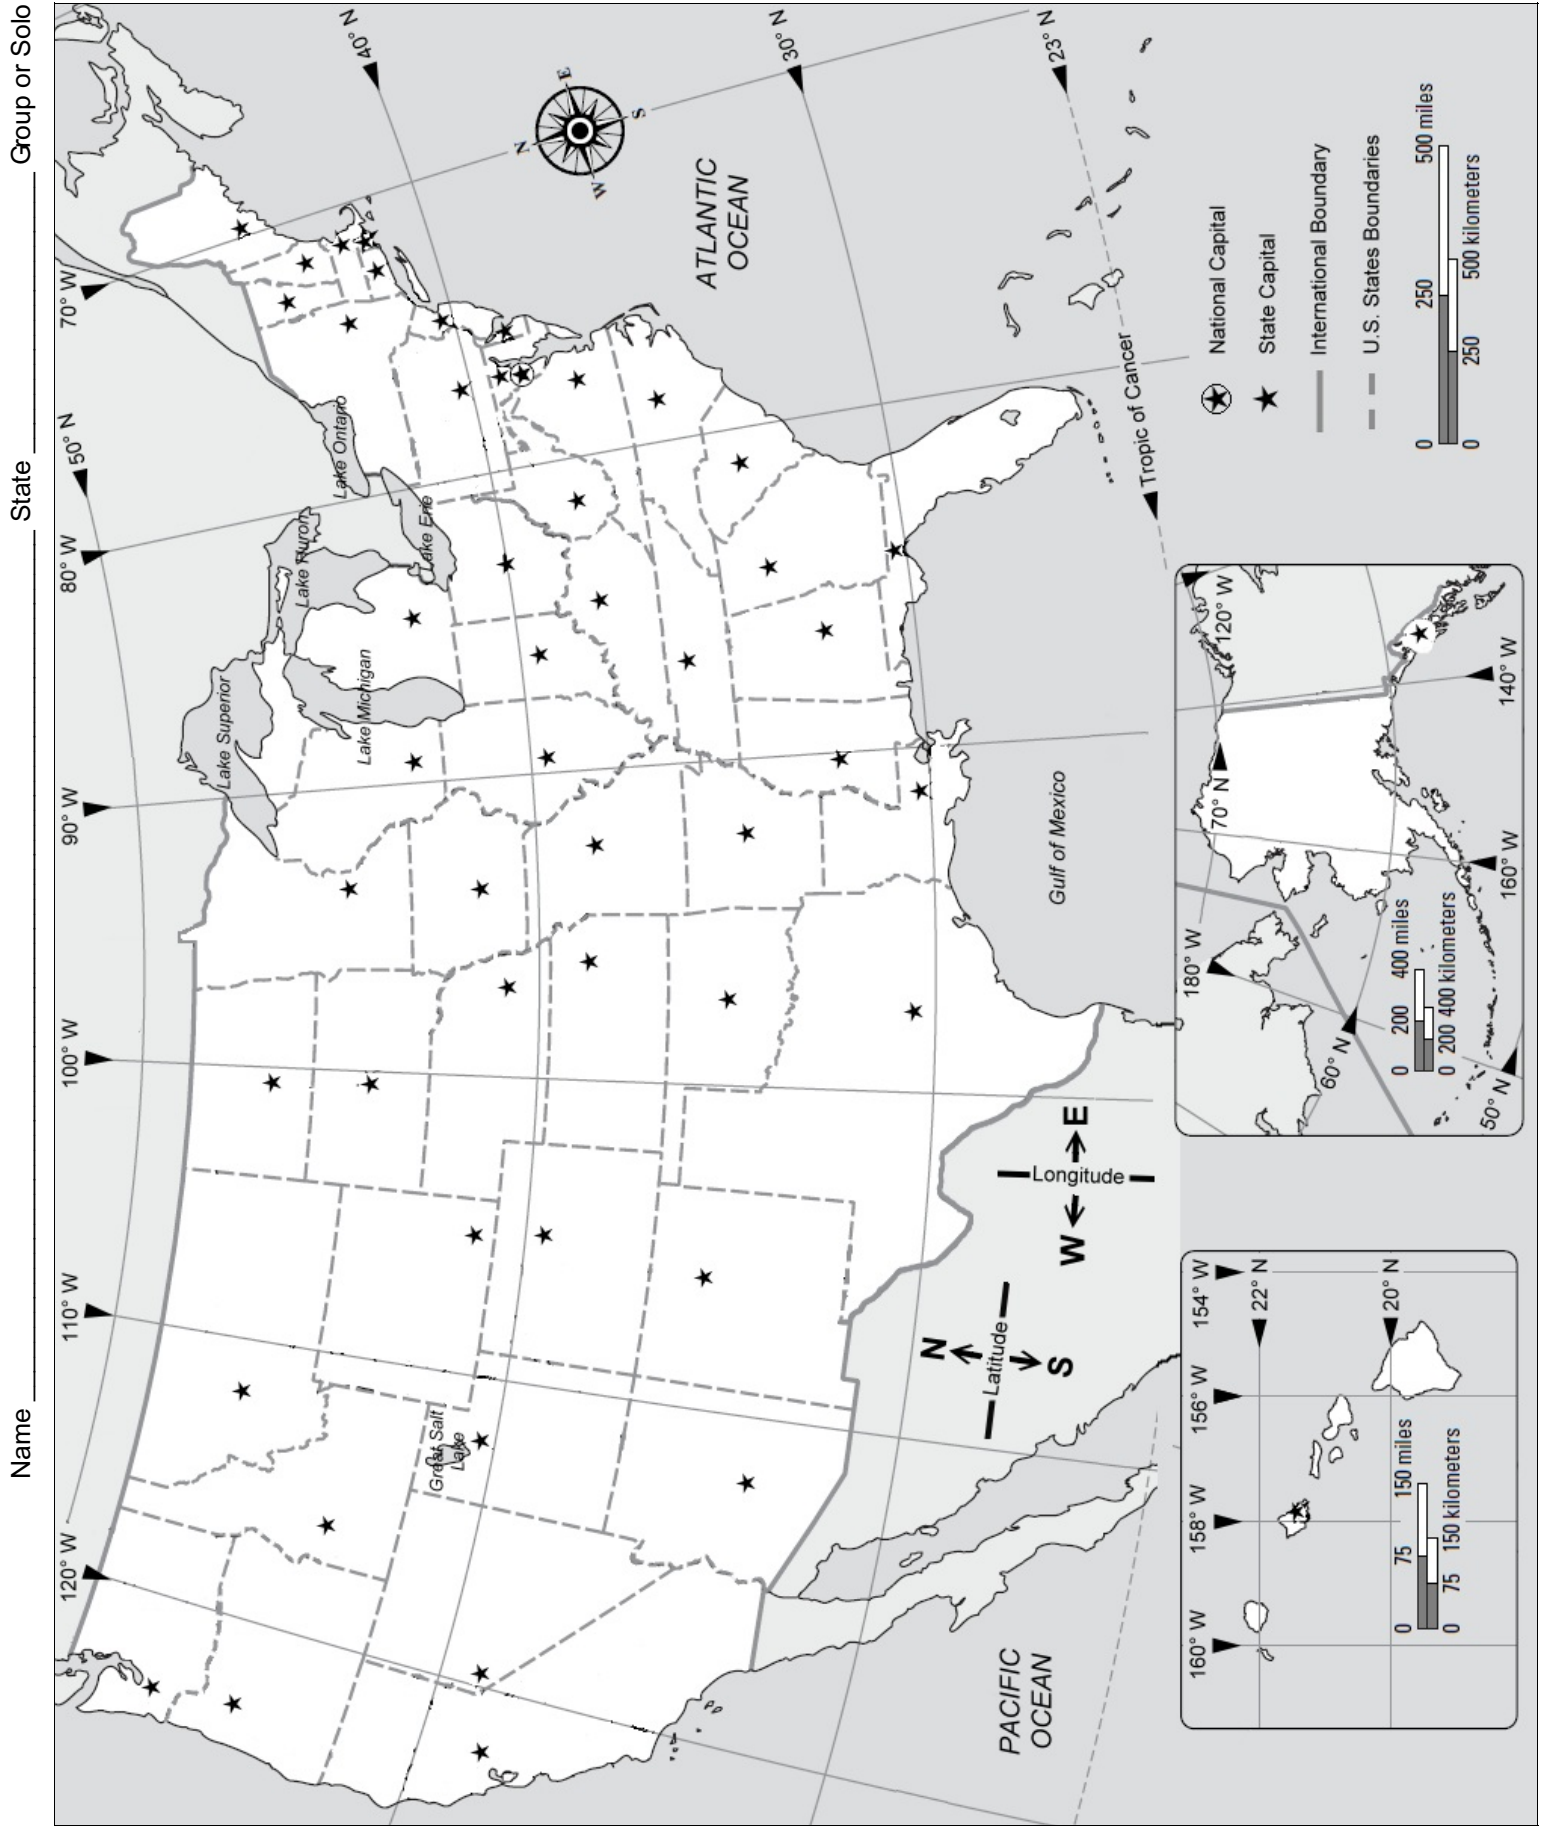 Name State Group or Solo
120° W
110° W
100° W
90° W
80° W
50° N
70° W
40° N
30° N
23° N
Lake Superior
Lake Michigan
Lake Huron
Lake Erie
Lake Ontario
Great Salt
Lake
N
E
S
W
ATLANTIC
OCEAN
PACIFIC
OCEAN
Gulf of Mexico
Tropic of Cancer
N
Latitude
S
Longitude
W
E
National Capital
State Capital
International Boundary
U.S. States Boundaries
0 250 500 miles
0 250 500 kilometers
160° W
158° W
156° W
154° W
22° N
20° N
0 75 150 miles
0 75 150 kilometers
180° W
70° N
120° W
60° N
0 200 400 miles
0 200 400 kilometers
50° N
160° W
140° W